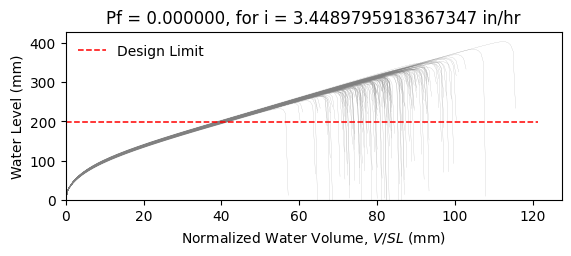 Pf = 0.000000, for i = 3.4489795918367347 in/hr
Water Level (mm)
400
300
200
100
0
Design Limit
0 20 40 60 80 100 120
Normalized Water Volume, V/SL (mm)